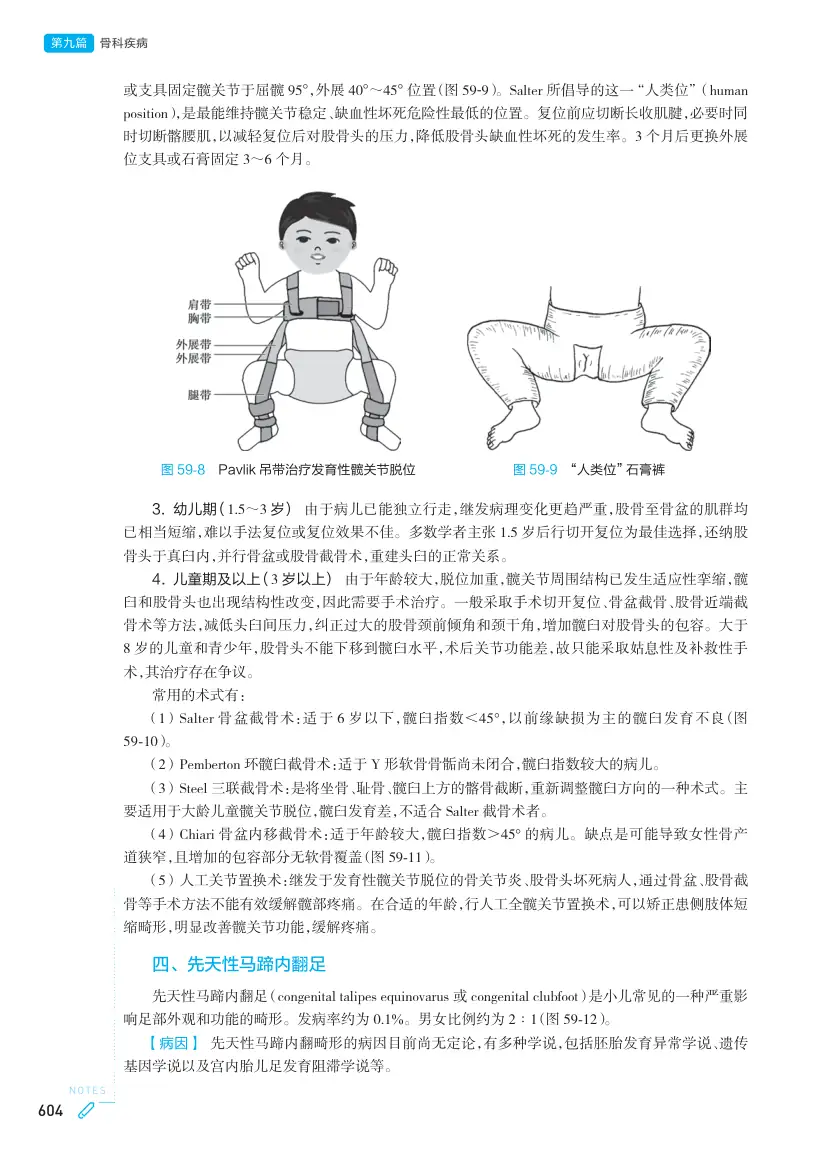 第九篇 骨科疾病
或支具固定髋关节于屈髋 95°,外展 40°~45° 位置(图 59-9)。Salter 所倡导的这一 “人类位”(human
position),是最能维持髋关节稳定、缺血性坏死危险性最低的位置。复位前应切断长收肌腱,必要时同
时切断髂腰肌,以减轻复位后对股骨头的压力,降低股骨头缺血性坏死的发生率。3 个月后更换外展
位支具或石膏固定 3~6 个月。
肩带
胸带
外展带
外展带
腿带
图 59-8 Pavlik 吊带治疗发育性髋关节脱位
图 59-9 “人类位” 石膏裤
3. 幼儿期(1.5~3 岁) 由于病儿已能独立行走,继发病理变化更趋严重,股骨至骨盆的肌群均
已相当短缩,难以手法复位或复位效果不佳。多数学者主张 1.5 岁后行切开复位为最佳选择,还纳股
骨头于真臼内,并行骨盆或股骨截骨术,重建头臼的正常关系。
4. 儿童期及以上(3 岁以上) 由于年龄较大,脱位加重,髋关节周围结构已发生适应性挛缩,髋
臼和股骨头也出现结构性改变,因此需要手术治疗。一般采取手术切开复位、骨盆截骨、股骨近端截
骨术等方法,减低头臼间压力,纠正过大的股骨颈前倾角和颈干角,增加髋臼对股骨头的包容。大于
8 岁的儿童和青少年,股骨头不能下移到髋臼水平,术后关节功能差,故只能采取姑息性及补救性手
术,其治疗存在争议。
常用的术式有:
(1)Salter 骨盆截骨术:适于 6 岁以下,髋臼指数<45°,以前缘缺损为主的髋臼发育不良(图
59-10)。
(2)Pemberton 环髋臼截骨术:适于 Y 形软骨骨骺尚未闭合,髋臼指数较大的病儿。
(3)Steel 三联截骨术:是将坐骨、耻骨、髋臼上方的髂骨截断,重新调整髋臼方向的一种术式。主
要适用于大龄儿童髋关节脱位,髋臼发育差,不适合 Salter 截骨术者。
(4)Chiari 骨盆内移截骨术:适于年龄较大,髋臼指数>45° 的病儿。缺点是可能导致女性骨产
道狭窄,且增加的包容部分无软骨覆盖(图 59-11)。
(5)人工关节置换术:继发于发育性髋关节脱位的骨关节炎、股骨头坏死病人,通过骨盆、股骨截
骨等手术方法不能有效缓解髋部疼痛。在合适的年龄,行人工全髋关节置换术,可以矫正患侧肢体短
缩畸形,明显改善髋关节功能,缓解疼痛。
四、先天性马蹄内翻足
先天性马蹄内翻足(congenital talipes equinovarus 或 congenital clubfoot)是小儿常见的一种严重影
响足部外观和功能的畸形。发病率约为 0.1%。男女比例约为 2∶1(图 59-12)。
【病因】 先天性马蹄内翻畸形的病因目前尚无定论,有多种学说,包括胚胎发育异常学说、遗传
基因学说以及宫内胎儿足发育阻滞学说等。
NOTES
604